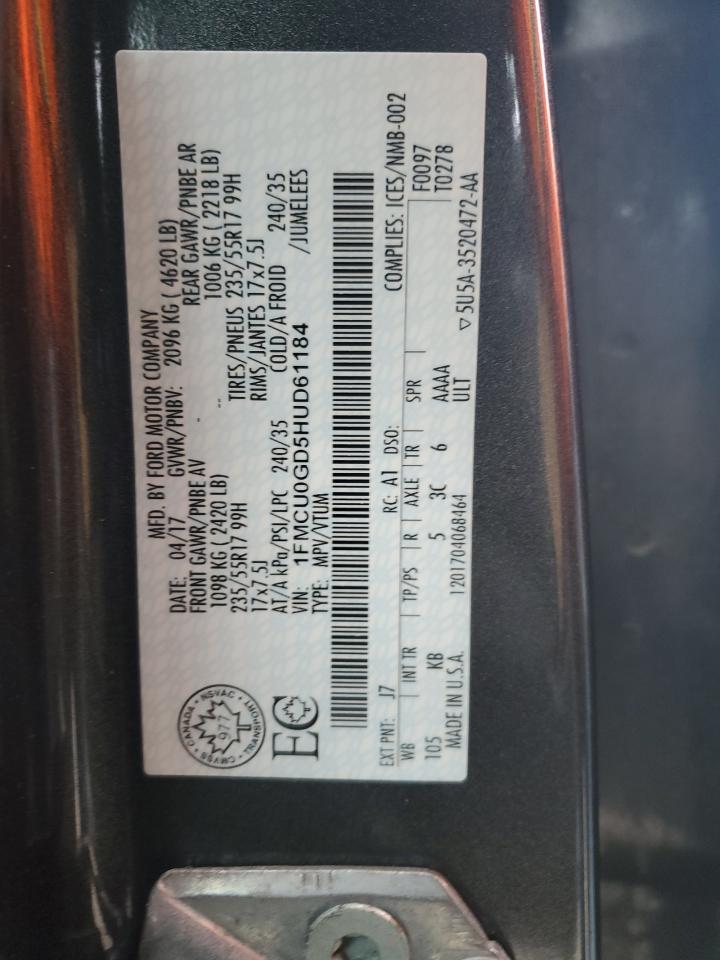 MFD. BY FORD MOTOR COMPANY
DATE: 04/17 GVWR/PNBV: 2096 KG ( 4620 LB)
FRONT GAWR/PNBE AV REAR GAWR/PNBE AR
1098 KG ( 2420 LB) 1006 KG ( 2218 LB)
235/55R17 99H TIRES/PNEUS 235/55R17 99H
17x7.5J RIMS/JANTES 17x7.5J
AT/A kPa/PSI/LPC 240/35 COLD/A FROID 240/35
VIN: 1FMCU0GD5HUD61184 /JUMELEES
TYPE: MPV/VTUM
CANADA • NSVAC • TRANSPORT • CMVSS
977
EC
EXT PNT: J7 RC: A1 DSO: COMPLIES: ICES/NMB-002
WB INT TR TP/PS R AXLE TR SPR F0097
105 KB 5 3C 6 AAAA T0278
MADE IN U.S.A. 1201704068464 ULT ▽5U5A-3520472-AA